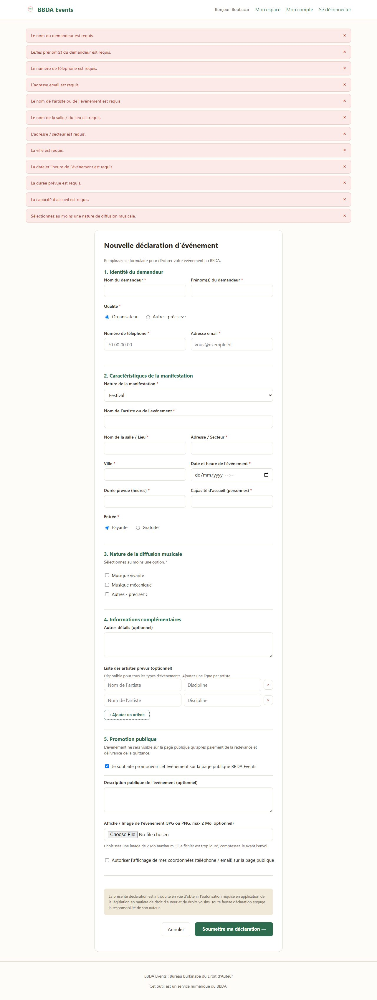 BBDA Events
Bonjour, Boubacar Mon espace Mon compte Se déconnecter
Le nom du demandeur est requis. ×
Le/les prénom(s) du demandeur est requis. ×
Le numéro de téléphone est requis. ×
L'adresse email est requis. ×
Le nom de l'artiste ou de l'événement est requis. ×
Le nom de la salle / du lieu est requis. ×
L'adresse / secteur est requis. ×
La ville est requis. ×
La date et l'heure de l'événement est requis. ×
La durée prévue est requis. ×
La capacité d'accueil est requis. ×
Sélectionnez au moins une nature de diffusion musicale. ×
Nouvelle déclaration d'événement
Remplissez ce formulaire pour déclarer votre événement au BBDA.
1. Identité du demandeur
Nom du demandeur * Prénom(s) du demandeur *
Qualité *
Organisateur Autre - précisez :
Numéro de téléphone * Adresse email *
70 00 00 00 vous@exemple.bf
2. Caractéristiques de la manifestation
Nature de la manifestation *
Festival
Nom de l'artiste ou de l'événement *
Nom de la salle / Lieu * Adresse / Secteur *
Ville * Date et heure de l'événement *
dd/mm/yyyy --:--
Durée prévue (heures) * Capacité d'accueil (personnes) *
Entrée *
Payante Gratuite
3. Nature de la diffusion musicale
Sélectionnez au moins une option. *
Musique vivante
Musique mécanique
Autres - précisez :
4. Informations complémentaires
Autres détails (optionnel)
Liste des artistes prévus (optionnel)
Disponible pour tous les types d'événements. Ajoutez une ligne par artiste.
Nom de l'artiste Discipline ×
Nom de l'artiste Discipline ×
+ Ajouter un artiste
5. Promotion publique
L'événement ne sera visible sur la page publique qu'après paiement de la redevance et
délivrance de la quittance.
Je souhaite promouvoir cet événement sur la page publique BBDA Events
Description publique de l'événement (optionnel)
Affiche / Image de l'événement (JPG ou PNG, max 2 Mo, optionnel)
Choose File No file chosen
Choisissez une image de 2 Mo maximum. Si le fichier est trop lourd, compressez-le avant l'envoi.
Autoriser l'affichage de mes coordonnées (téléphone / email) sur la page publique
La présente déclaration est introduite en vue d'obtenir l'autorisation requise en application de
la législation en matière de droit d'auteur et de droits voisins. Toute fausse déclaration engage
la responsabilité de son auteur.
Annuler Soumettre ma déclaration →
BBDA Events : Bureau Burkinabè du Droit d'Auteur
Cet outil est un service numérique du BBDA.